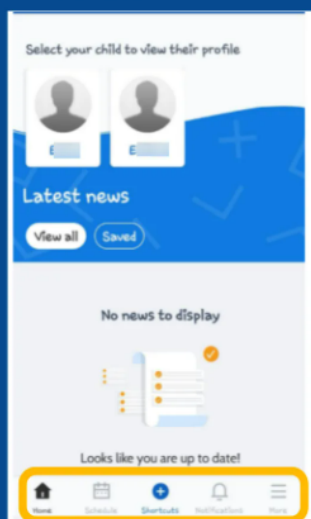 Select your child to view their profile
E E
Latest news
View all Saved
No news to display
Looks like you are up to date!
Home Schedule Shortcuts Notifications More